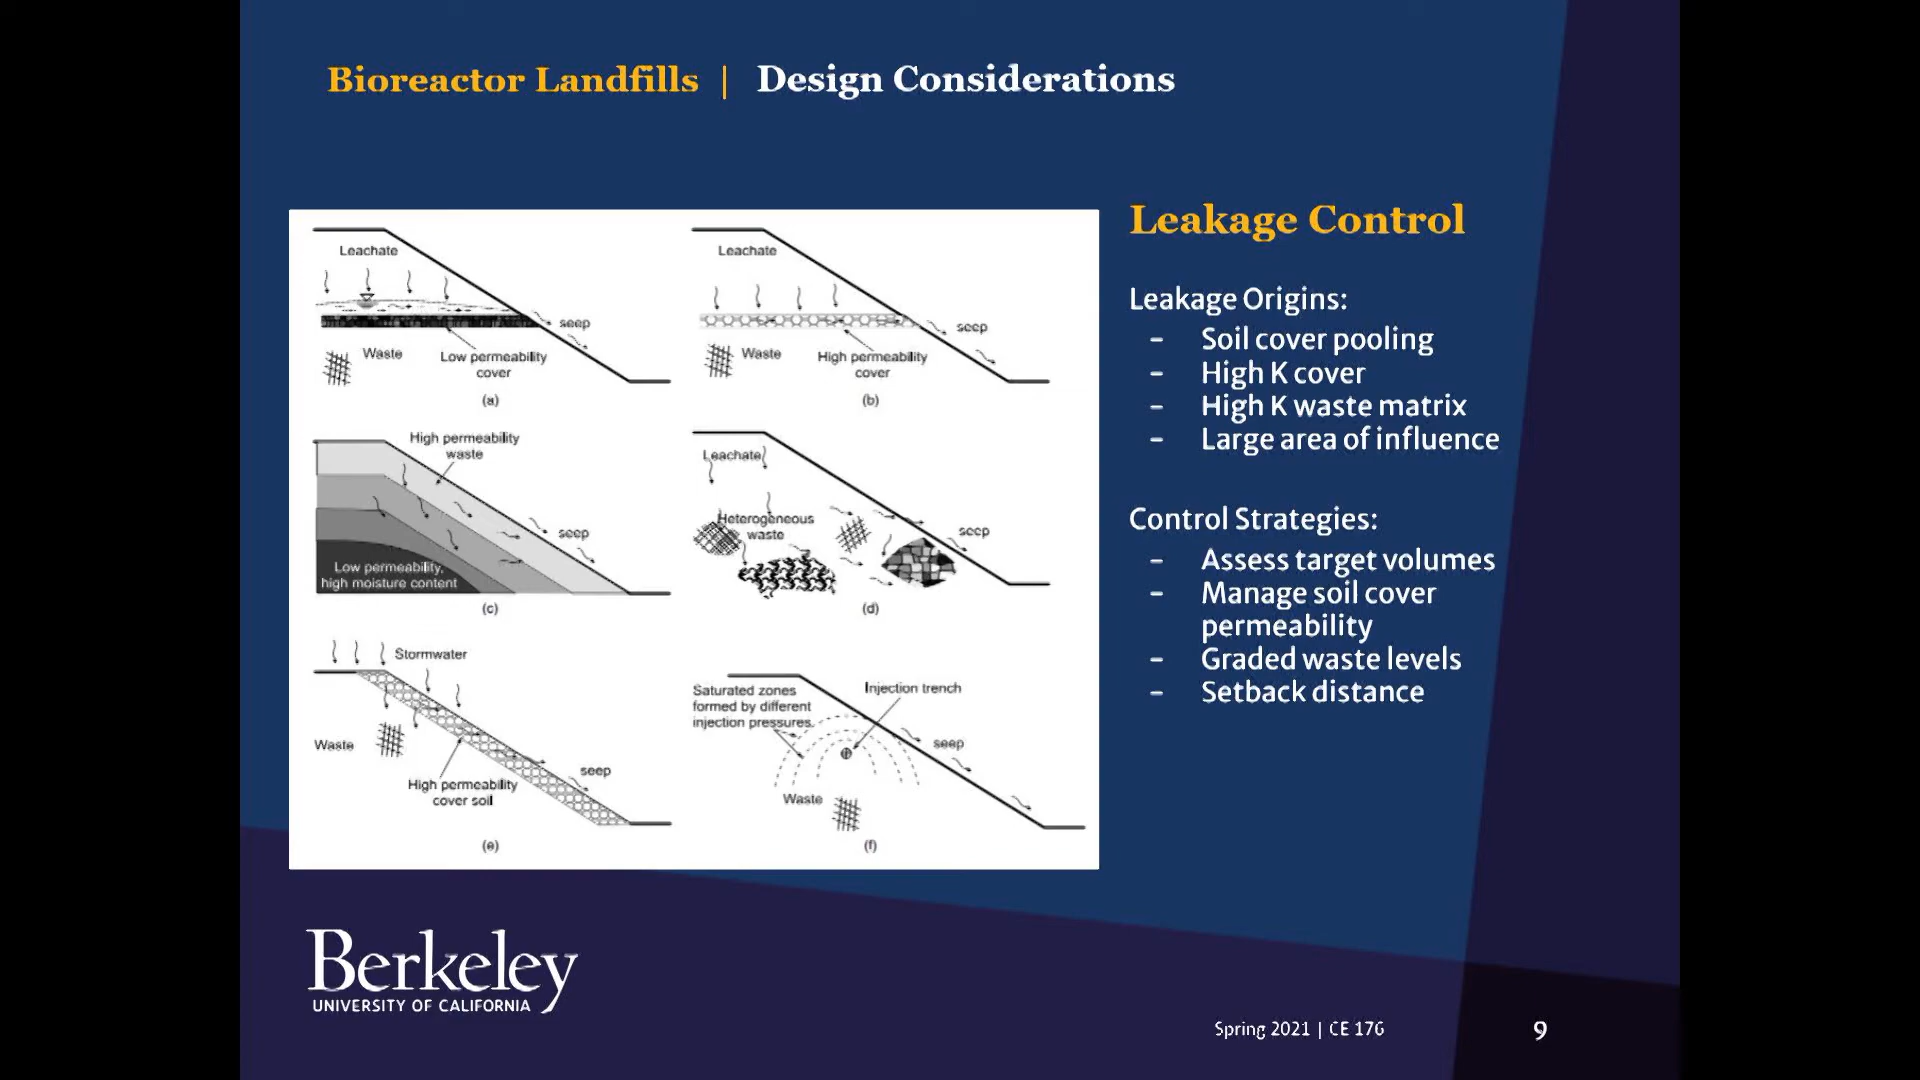 Bioreactor Landfills | Design Considerations
Leachate
seep
Waste
Low permeability
cover
(a)
Leachate
seep
Waste
High permeability
cover
(b)
High permeability
waste
seep
Low permeability,
high moisture content
(c)
Leachate
Heterogeneous
waste
seep
(d)
Stormwater
Waste
seep
High permeability
cover soil
(e)
Saturated zones
formed by different
injection pressures.
Injection trench
seep
Waste
(f)
Leakage Control
Leakage Origins:
- Soil cover pooling
- High K cover
- High K waste matrix
- Large area of influence
Control Strategies:
- Assess target volumes
- Manage soil cover
permeability
- Graded waste levels
- Setback distance
Berkeley
UNIVERSITY OF CALIFORNIA
Spring 2021 | CE 176
9